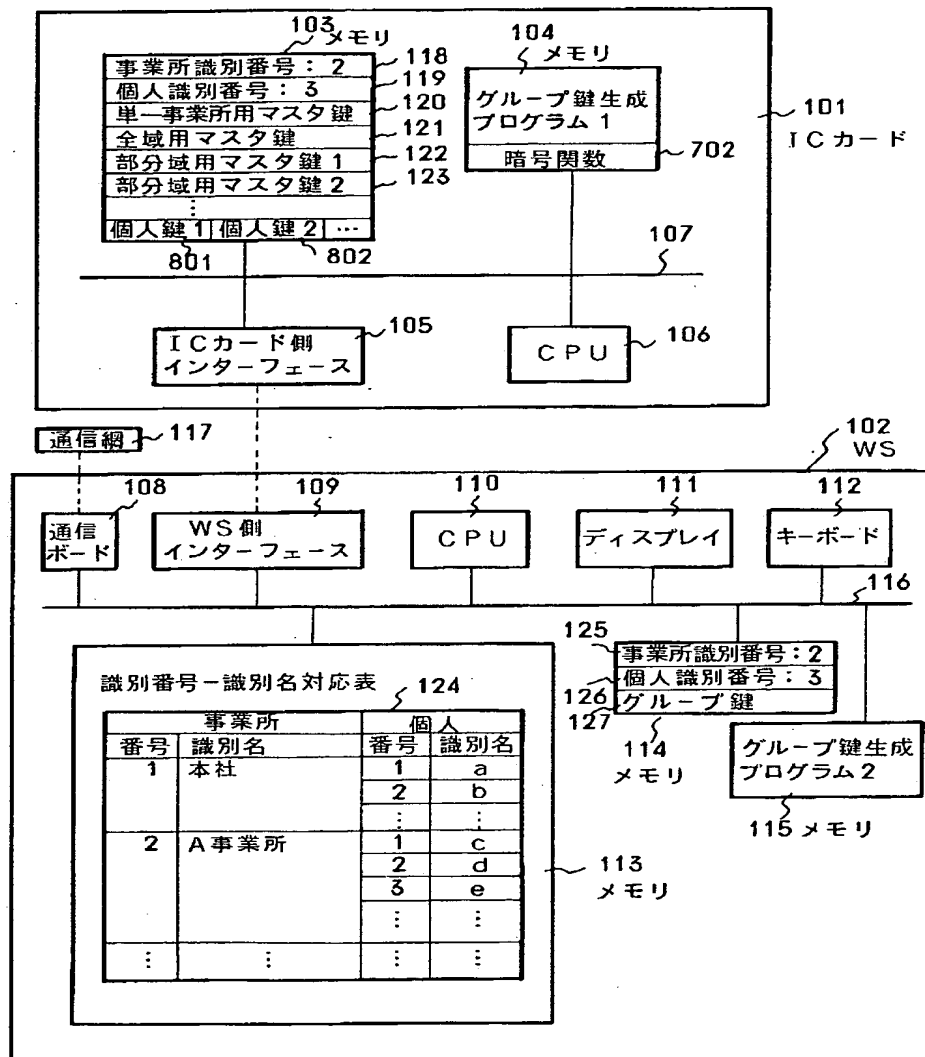 103
メモリ
事業所識別番号：2
118
個人識別番号：3
119
単一事業所用マスタ鍵
120
全域用マスタ鍵
121
部分域用マスタ鍵1
122
部分域用マスタ鍵2
123
⋮
個人鍵1 個人鍵2 …
801 802
104
メモリ
グループ鍵生成
プログラム1
暗号関数
702
101
ICカード
107
ICカード側
インターフェース
105
CPU
106
通信網
117
102
WS
108
通信
ボード
109
WS側
インターフェース
110
CPU
111
ディスプレイ
112
キーボード
116
識別番号－識別名対応表
124
事業所 個人
番号 識別名 番号 識別名
1 本社 1 a
2 b
⋮ ⋮
2 A事業所 1 c
2 d
3 e
⋮ ⋮
⋮ ⋮ ⋮ ⋮
113
メモリ
125
事業所識別番号：2
126
個人識別番号：3
127
グループ鍵
114
メモリ
グループ鍵生成
プログラム2
115 メモリ